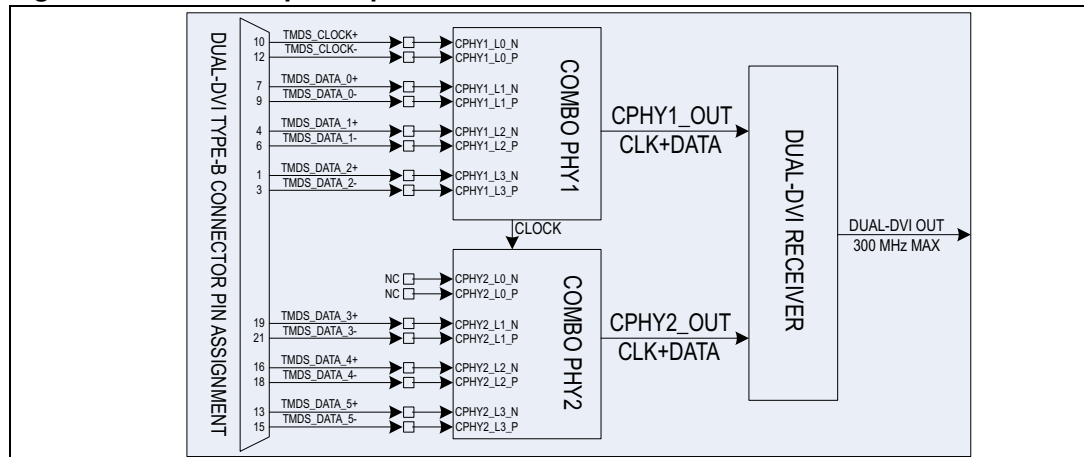 DUAL-DVI TYPE-B CONNECTOR PIN ASSIGNMENT
10 TMDS_CLOCK+ CPHY1_L0_N
12 TMDS_CLOCK- CPHY1_L0_P
7 TMDS_DATA_0+ CPHY1_L1_N
9 TMDS_DATA_0- CPHY1_L1_P
4 TMDS_DATA_1+ CPHY1_L2_N
6 TMDS_DATA_1- CPHY1_L2_P
1 TMDS_DATA_2+ CPHY1_L3_N
3 TMDS_DATA_2- CPHY1_L3_P
COMBO PHY1
CPHY1_OUT
CLK+DATA
CLOCK
NC CPHY2_L0_N
NC CPHY2_L0_P
19 TMDS_DATA_3+ CPHY2_L1_N
21 TMDS_DATA_3- CPHY2_L1_P
16 TMDS_DATA_4+ CPHY2_L2_N
18 TMDS_DATA_4- CPHY2_L2_P
13 TMDS_DATA_5+ CPHY2_L3_N
15 TMDS_DATA_5- CPHY2_L3_P
COMBO PHY2
CPHY2_OUT
CLK+DATA
DUAL-DVI RECEIVER
DUAL-DVI OUT
300 MHz MAX